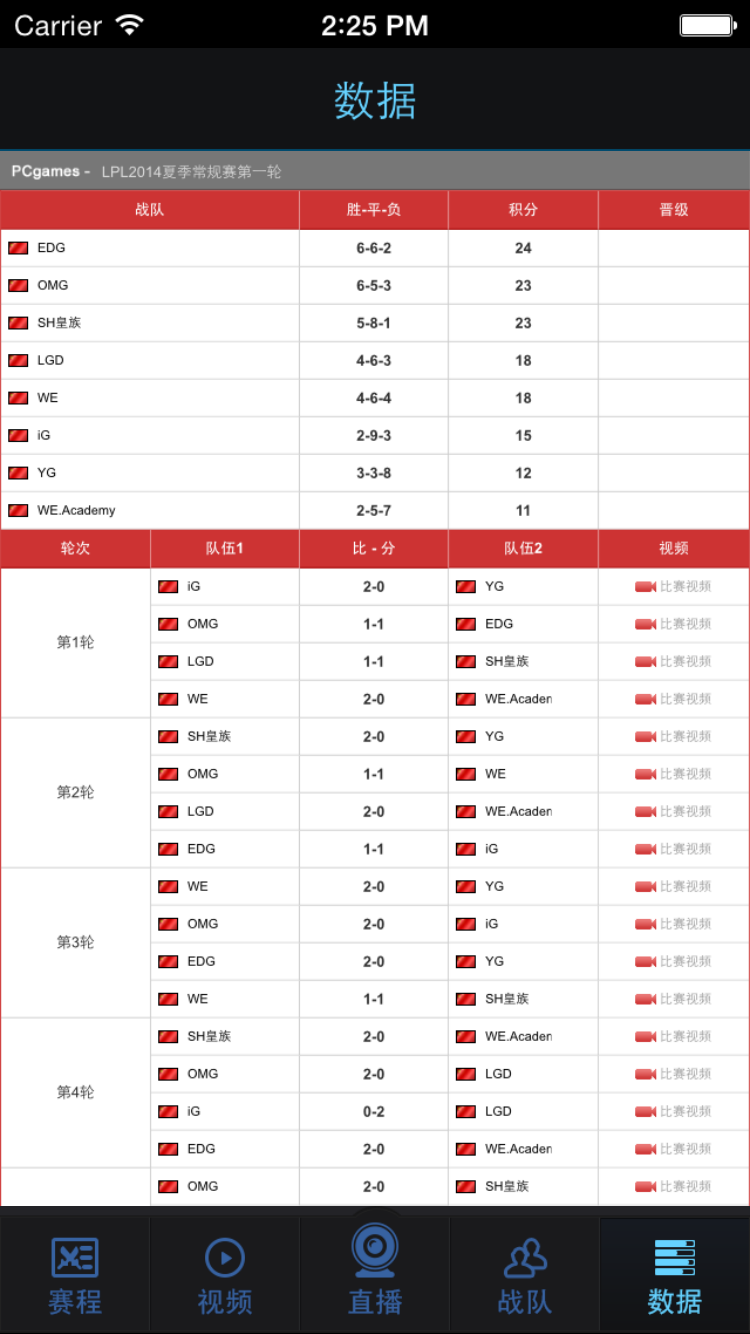 Carrier 2:25 PM
数据
PCgames - LPL2014夏季常规赛第一轮
战队 胜-平-负 积分 晋级
EDG 6-6-2 24
OMG 6-5-3 23
SH皇族 5-8-1 23
LGD 4-6-3 18
WE 4-6-4 18
iG 2-9-3 15
YG 3-3-8 12
WE.Academy 2-5-7 11
轮次 队伍1 比 - 分 队伍2 视频
第1轮
iG 2-0 YG 比赛视频
OMG 1-1 EDG 比赛视频
LGD 1-1 SH皇族 比赛视频
WE 2-0 WE.Academ 比赛视频
第2轮
SH皇族 2-0 YG 比赛视频
OMG 1-1 WE 比赛视频
LGD 2-0 WE.Academ 比赛视频
EDG 1-1 iG 比赛视频
第3轮
WE 2-0 YG 比赛视频
OMG 2-0 iG 比赛视频
EDG 2-0 YG 比赛视频
WE 1-1 SH皇族 比赛视频
第4轮
SH皇族 2-0 WE.Academ 比赛视频
OMG 2-0 LGD 比赛视频
iG 0-2 LGD 比赛视频
EDG 2-0 WE.Academ 比赛视频
OMG 2-0 SH皇族 比赛视频
赛程 视频 直播 战队 数据